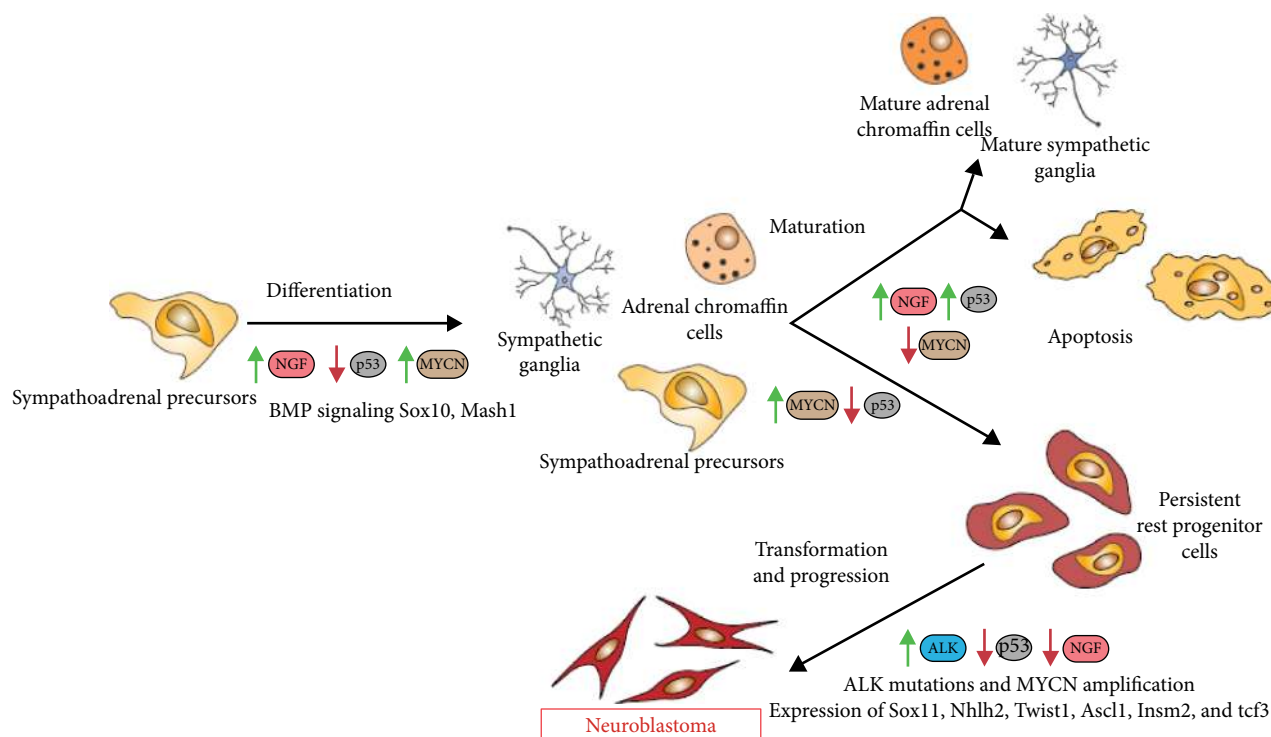 Mature adrenal
chromaffin cells
Mature sympathetic
ganglia
Maturation
Differentiation
Adrenal chromaffin
cells
Sympathetic
ganglia
NGF
p53
MYCN
Apoptosis
NGF
p53
MYCN
Sympathoadrenal precursors
BMP signaling Sox10, Mash1
MYCN
p53
Sympathoadrenal precursors
Persistent
rest progenitor
cells
Transformation
and progression
ALK
p53
NGF
ALK mutations and MYCN amplification
Expression of Sox11, Nhlh2, Twist1, Ascl1, Insm2, and tcf3
Neuroblastoma